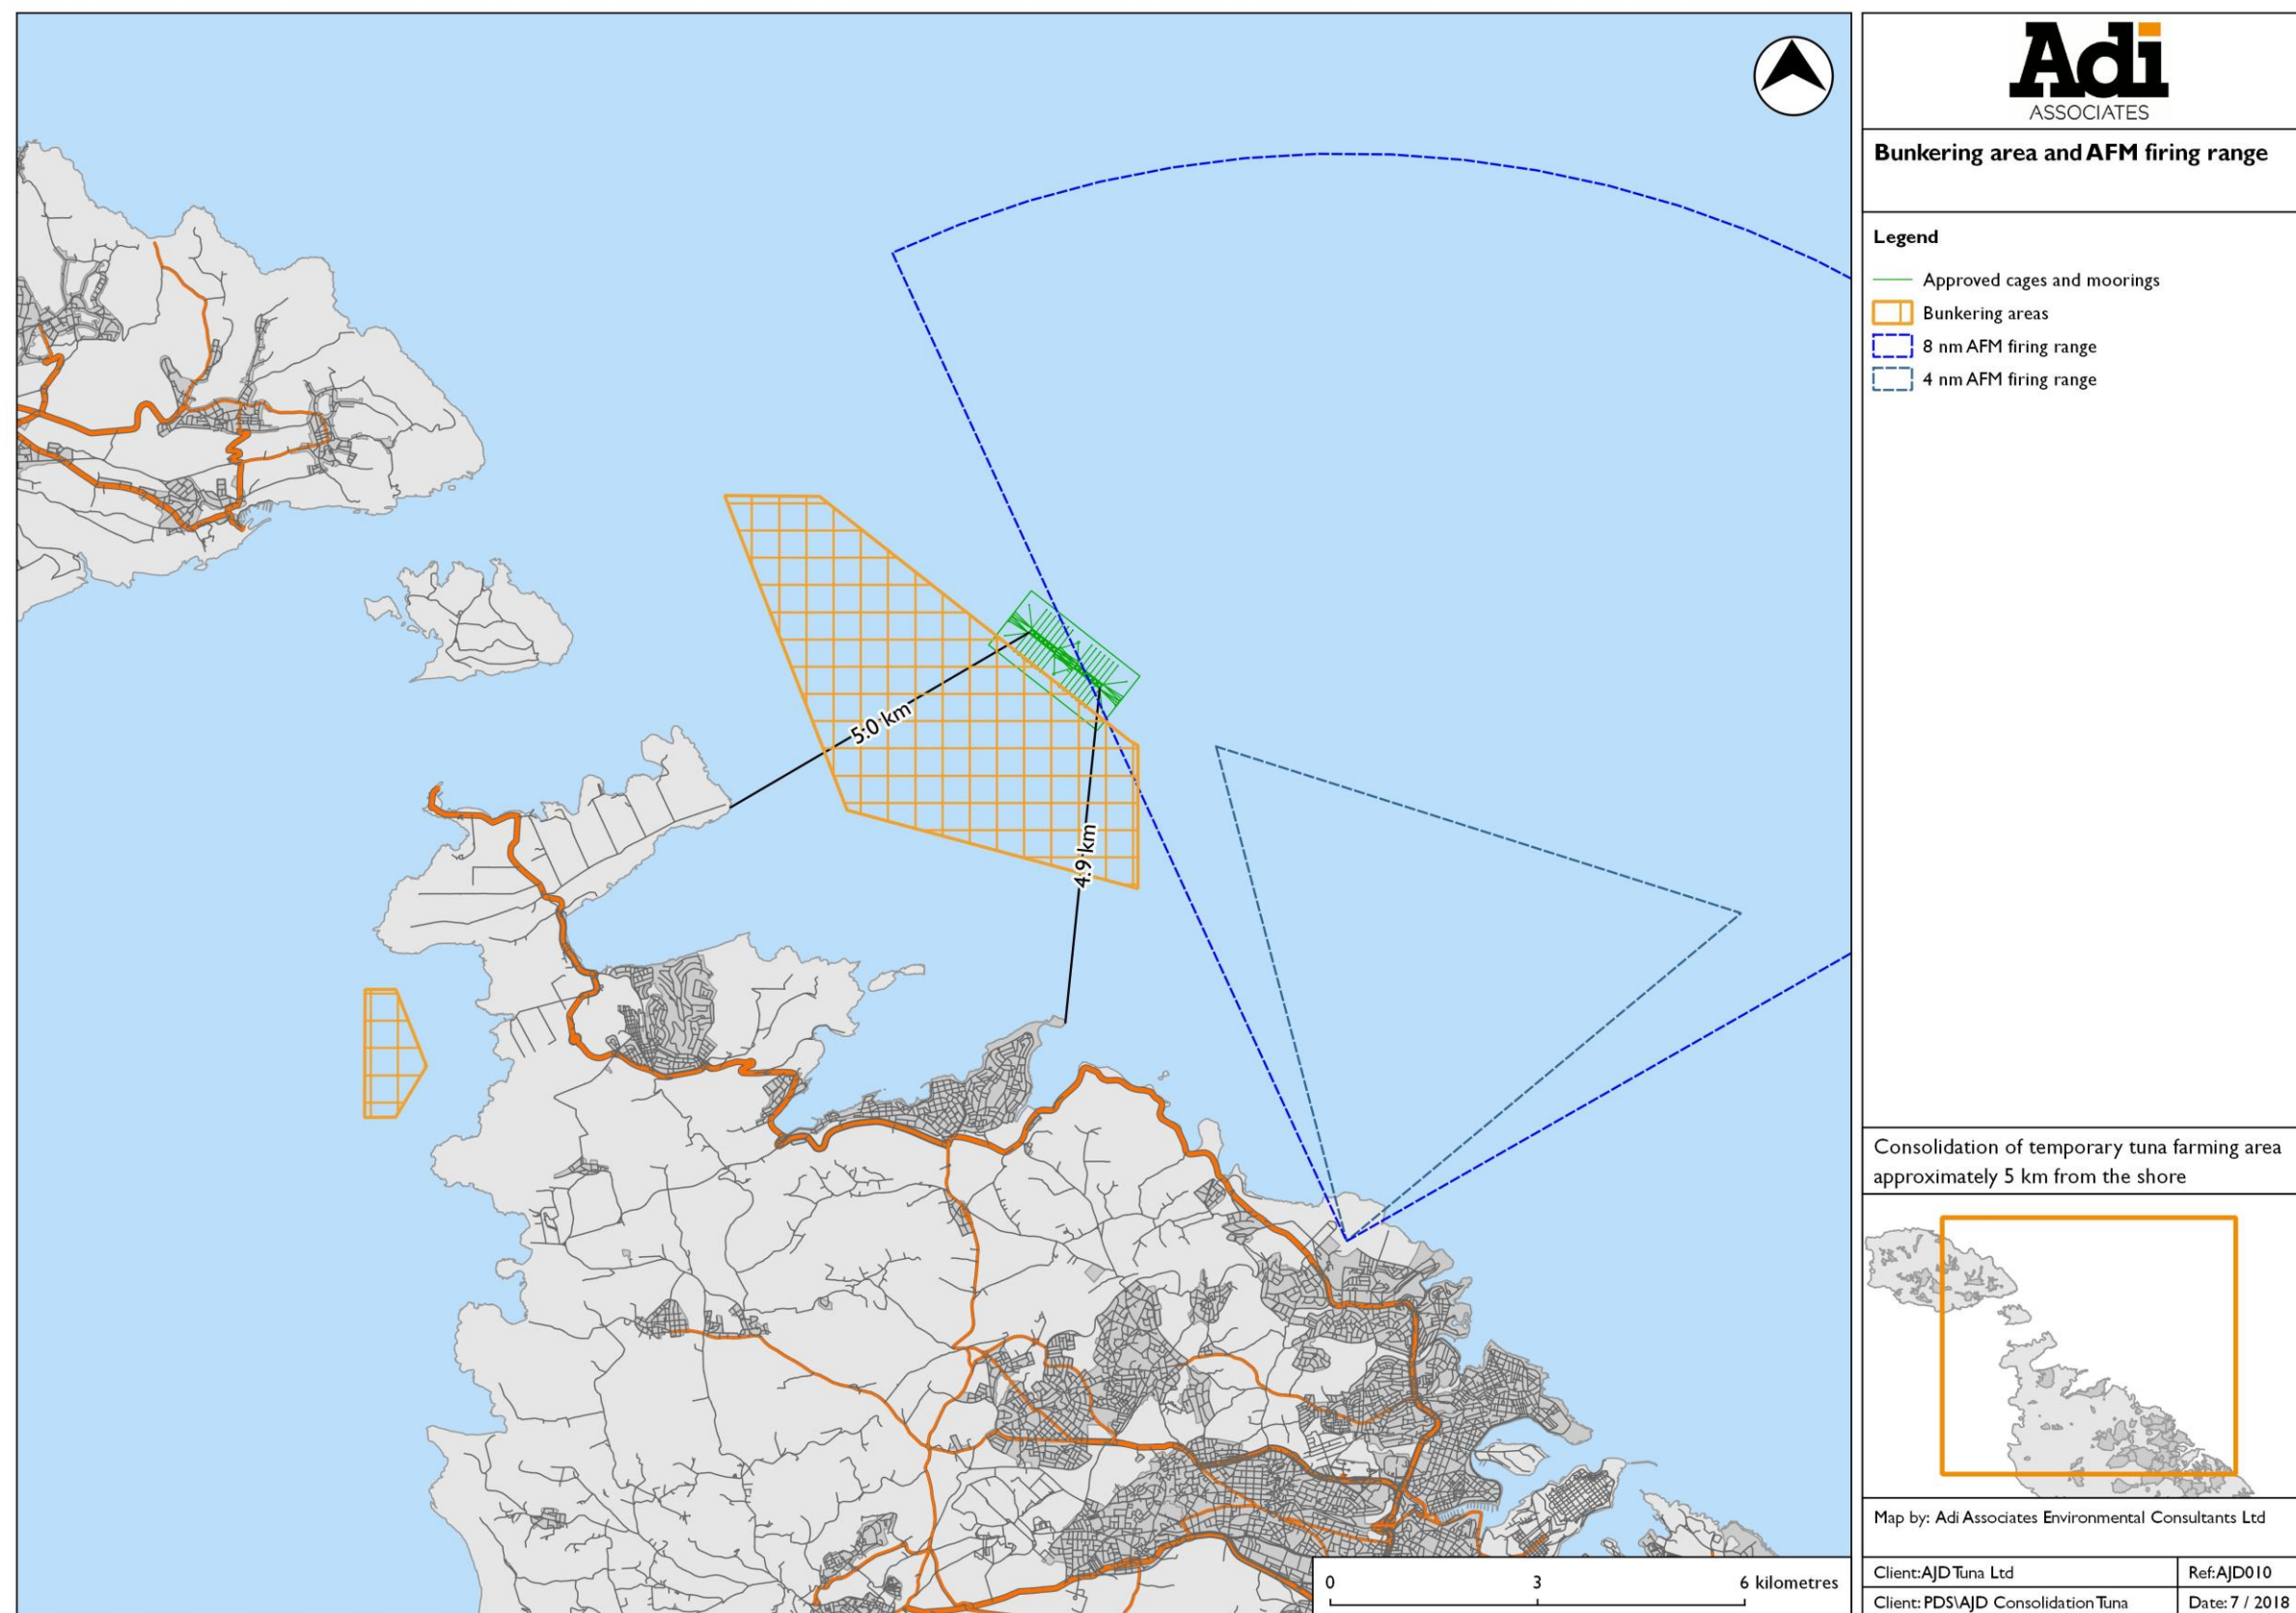 Adi
ASSOCIATES
Bunkering area and AFM firing range
Legend
Approved cages and moorings
Bunkering areas
8 nm AFM firing range
4 nm AFM firing range
5.0 km
4.9 km
0 3 6 kilometres
Consolidation of temporary tuna farming area
approximately 5 km from the shore
Map by: Adi Associates Environmental Consultants Ltd
Client: AJD Tuna Ltd Ref: AJD010
Client: PDS\AJD Consolidation Tuna Date: 7 / 2018